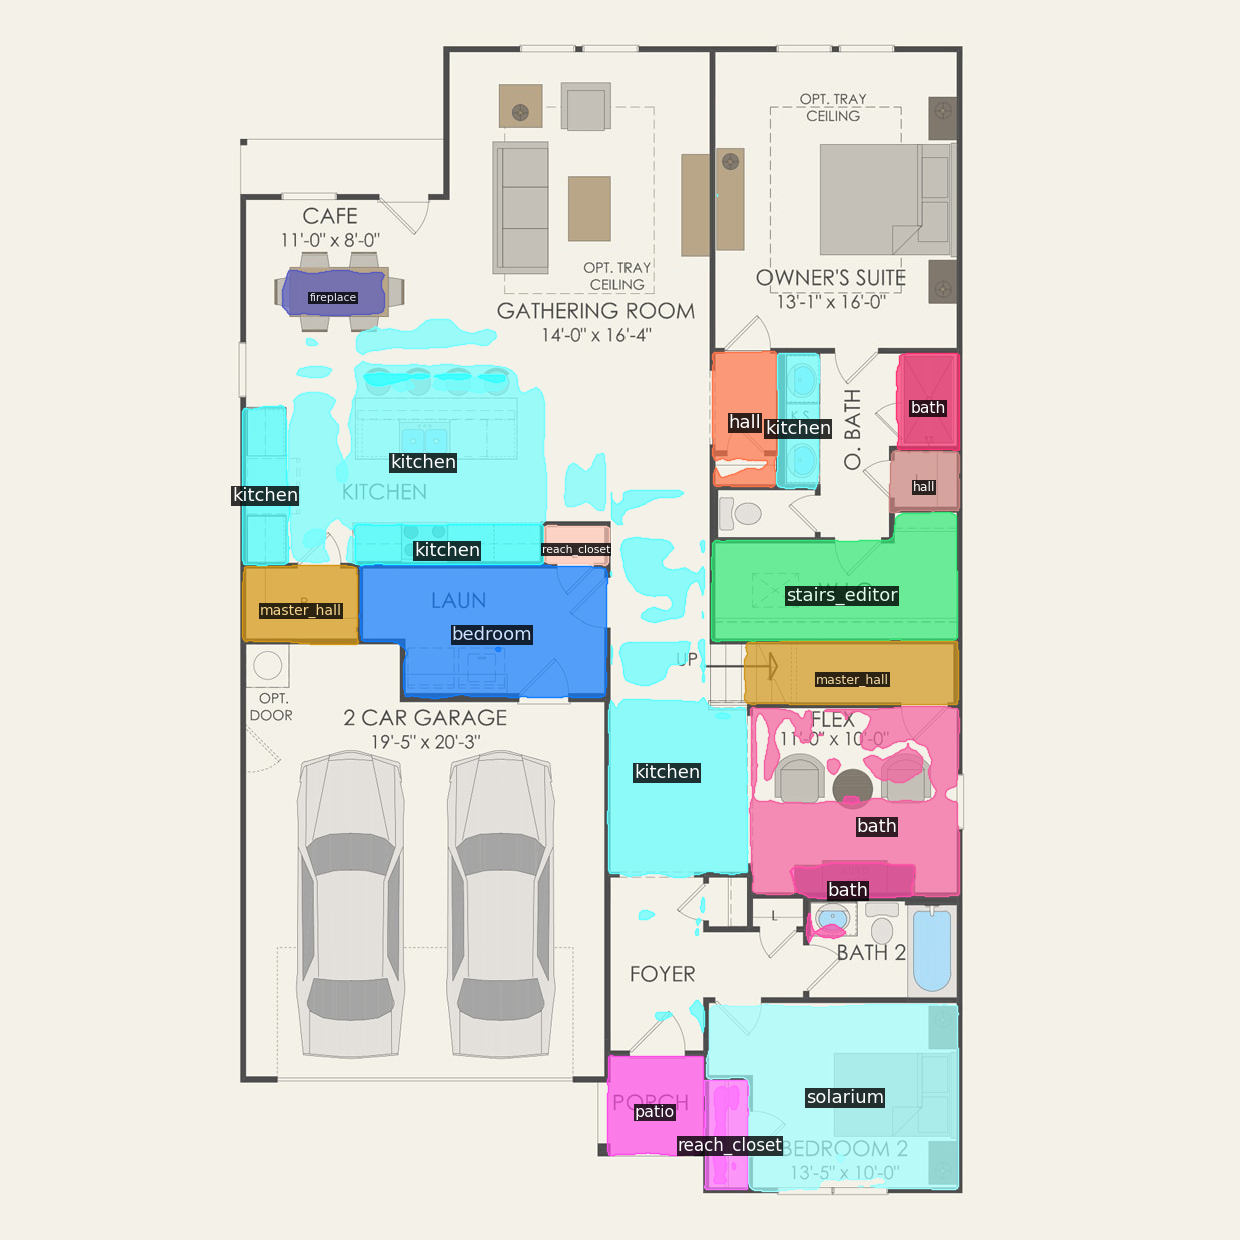 OPT. TRAY
CEILING
CAFE
11'-0" x 8'-0"
OPT. TRAY
CEILING
GATHERING ROOM
14'-0" x 16'-4"
OWNER'S SUITE
13'-1" x 16'-0"
fireplace
hall
kitchen
bath
O. BATH
kitchen
KITCHEN
kitchen
hall
kitchen
reach_closet
stairs_editor
master_hall
LAUN
bedroom
UP
master_hall
OPT.
DOOR
2 CAR GARAGE
19'-5" x 20'-3"
FLEX
11'-0" x 10'-0"
kitchen
bath
bath
L
BATH 2
FOYER
PORCH
patio
solarium
reach_closet
BEDROOM 2
13'-5" x 10'-0"